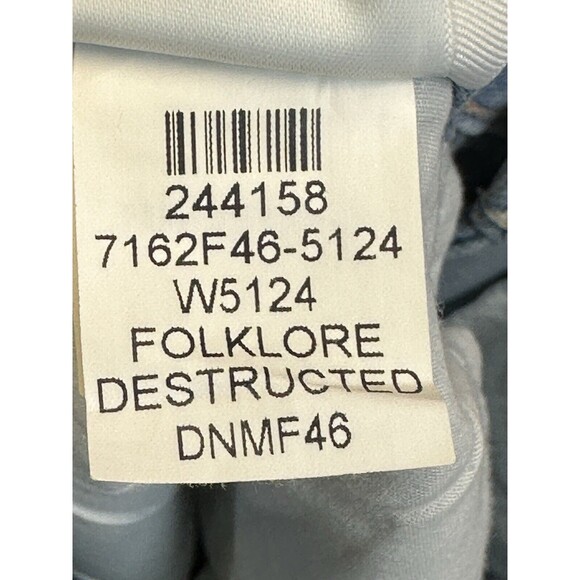 244158
7162F46-5124
W5124
FOLKLORE
DESTRUCTED
DNMF46